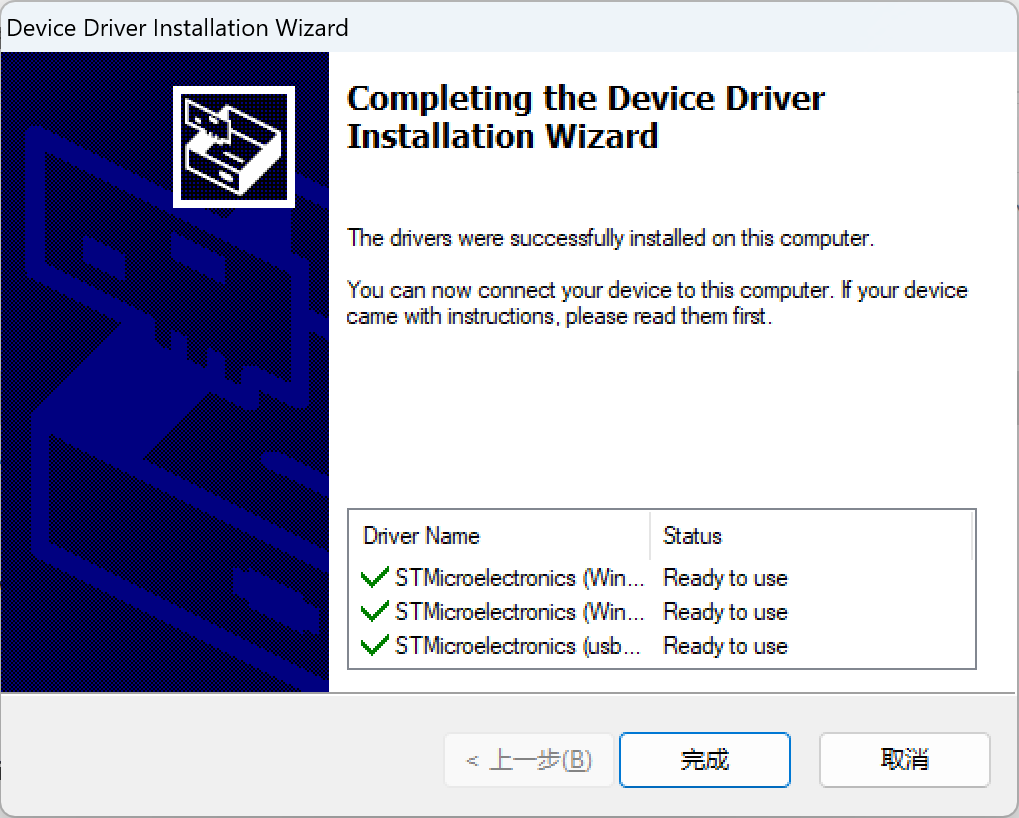 Device Driver Installation Wizard
Completing the Device Driver
Installation Wizard
The drivers were successfully installed on this computer.
You can now connect your device to this computer. If your device
came with instructions, please read them first.
Driver Name Status
STMicroelectronics (Win... Ready to use
STMicroelectronics (Win... Ready to use
STMicroelectronics (usb... Ready to use
< 上一步(B) 完成 取消